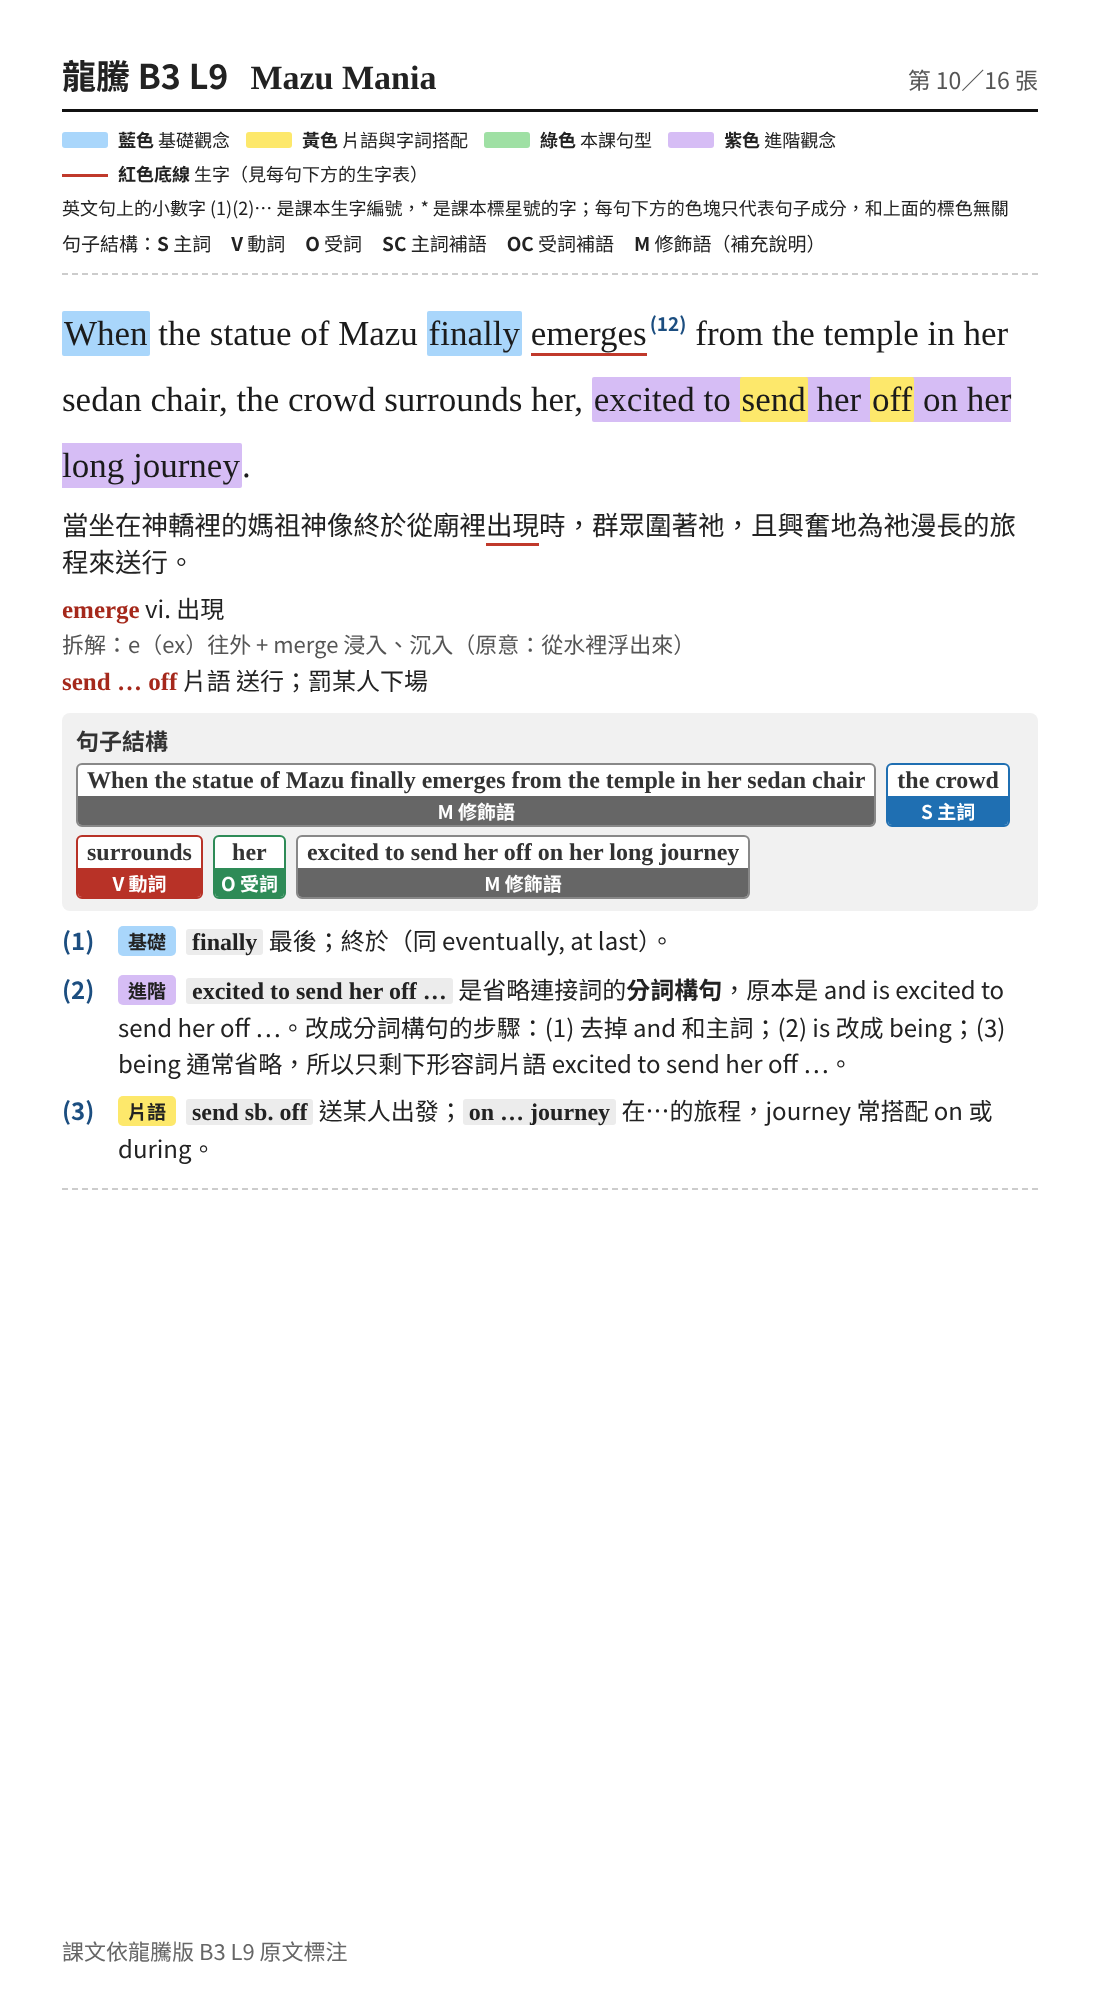 龍騰 B3 L9 Mazu Mania
第 10／16 張
藍色 基礎觀念 黃色 片語與字詞搭配 綠色 本課句型 紫色 進階觀念
紅色底線 生字（見每句下方的生字表）
英文句上的小數字 (1)(2)⋯ 是課本生字編號，* 是課本標星號的字；每句下方的色塊只代表句子成分，和上面的標色無關
句子結構：S 主詞 V 動詞 O 受詞 SC 主詞補語 OC 受詞補語 M 修飾語（補充說明）
When the statue of Mazu finally emerges(12) from the temple in her
sedan chair, the crowd surrounds her, excited to send her off on her
long journey.
當坐在神轎裡的媽祖神像終於從廟裡出現時，群眾圍著祂，且興奮地為祂漫長的旅
程來送行。
emerge vi. 出現
拆解：e（ex）往外 + merge 浸入、沉入（原意：從水裡浮出來）
send … off 片語 送行；罰某人下場
句子結構
When the statue of Mazu finally emerges from the temple in her sedan chair the crowd
M 修飾語 S 主詞
surrounds her excited to send her off on her long journey
V 動詞 O 受詞 M 修飾語
(1) 基礎 finally 最後；終於（同 eventually, at last）。
(2) 進階 excited to send her off … 是省略連接詞的分詞構句，原本是 and is excited to
send her off …。改成分詞構句的步驟：(1) 去掉 and 和主詞；(2) is 改成 being；(3)
being 通常省略，所以只剩下形容詞片語 excited to send her off …。
(3) 片語 send sb. off 送某人出發；on … journey 在⋯的旅程，journey 常搭配 on 或
during。
課文依龍騰版 B3 L9 原文標注